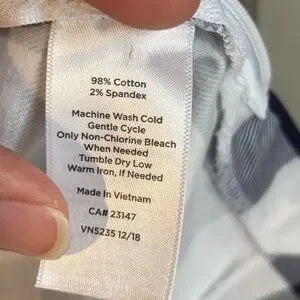 98% Cotton
2% Spandex
Machine Wash Cold
Gentle Cycle
Only Non-Chlorine Bleach
When Needed
Tumble Dry Low
Warm Iron, If Needed
Made in Vietnam
CA# 23147
VN5235 12/18